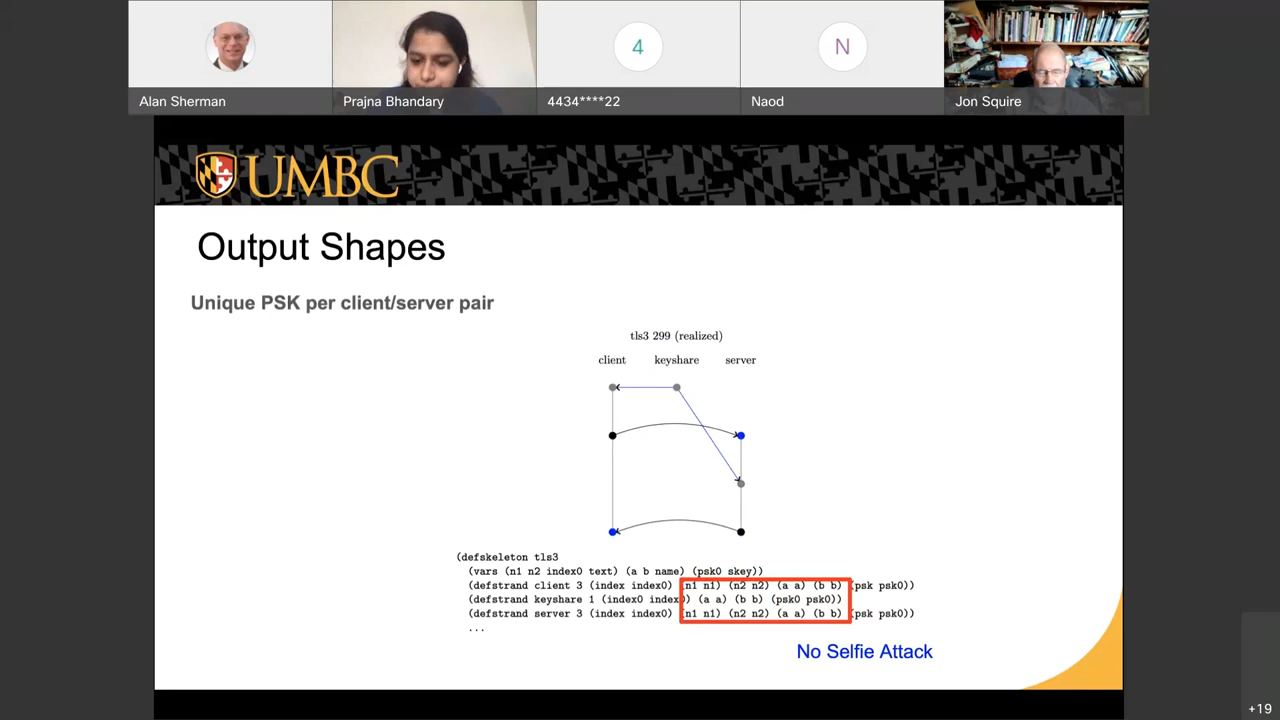 4
N
Alan Sherman
Prajna Bhandary
4434****22
Naod
Jon Squire
UMBC
Output Shapes
Unique PSK per client/server pair
tls3 299 (realized)
client keyshare server
(defskeleton tls3
(vars (n1 n2 index0 text) (a b name) (psk0 skey))
(defstrand client 3 (index index0) (n1 n1) (n2 n2) (a a) (b b) (psk psk0))
(defstrand keyshare 1 (index0 index0) (a a) (b b) (psk0 psk0))
(defstrand server 3 (index index0) (n1 n1) (n2 n2) (a a) (b b) (psk psk0))
...
No Selfie Attack
+19